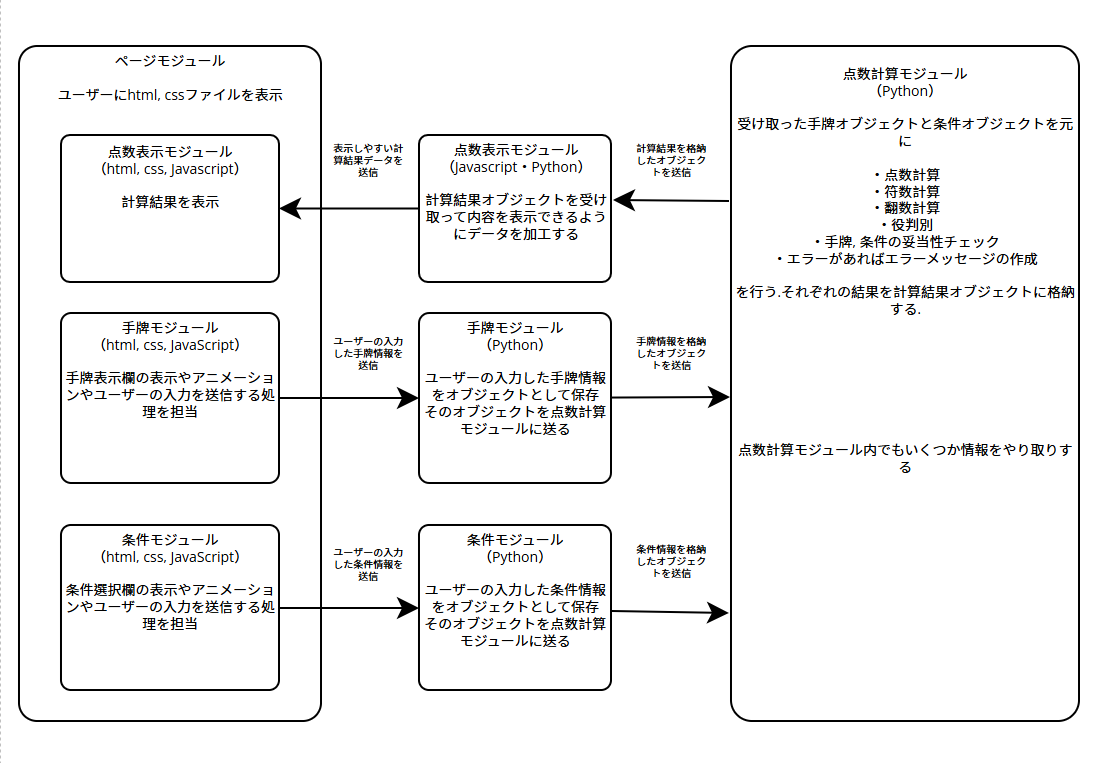 ページモジュール
ユーザーにhtml, cssファイルを表示
点数表示モジュール
（html, css, Javascript）
計算結果を表示
表示しやすい計
算結果データを
送信
点数表示モジュール
（Javascript・Python）
計算結果オブジェクトを受け
取って内容を表示できるよう
にデータを加工する
計算結果を格納
したオブジェク
トを送信
点数計算モジュール
（Python）
受け取った手牌オブジェクトと条件オブジェクトを元
に
・点数計算
・符数計算
・翻数計算
・役判別
・手牌, 条件の妥当性チェック
・エラーがあればエラーメッセージの作成
を行う.それぞれの結果を計算結果オブジェクトに格納
する.
点数計算モジュール内でもいくつか情報をやり取りす
る
手牌モジュール
（html, css, JavaScript）
手牌表示欄の表示やアニメーショ
ンやユーザーの入力を送信する処
理を担当
ユーザーの入力
した手牌情報を
送信
手牌モジュール
（Python）
ユーザーの入力した手牌情報
をオブジェクトとして保存
そのオブジェクトを点数計算
モジュールに送る
手牌情報を格納
したオブジェク
トを送信
条件モジュール
（html, css, JavaScript）
条件選択欄の表示やアニメーショ
ンやユーザーの入力を送信する処
理を担当
ユーザーの入力
した条件情報を
送信
条件モジュール
（Python）
ユーザーの入力した条件情報
をオブジェクトとして保存
そのオブジェクトを点数計算
モジュールに送る
条件情報を格納
したオブジェク
トを送信